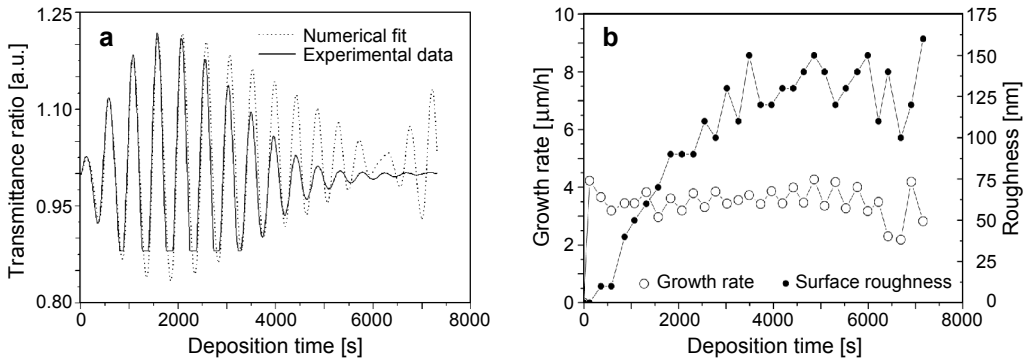 a
Numerical fit
Experimental data
Transmittance ratio [a.u.]
1.25
1.10
0.95
0.80
0 2000 4000 6000 8000
Deposition time [s]
b
Growth rate [μm/h]
10
8
6
4
2
0
Growth rate
Surface roughness
Roughness [nm]
175
150
125
100
75
50
25
0
0 2000 4000 6000 8000
Deposition time [s]